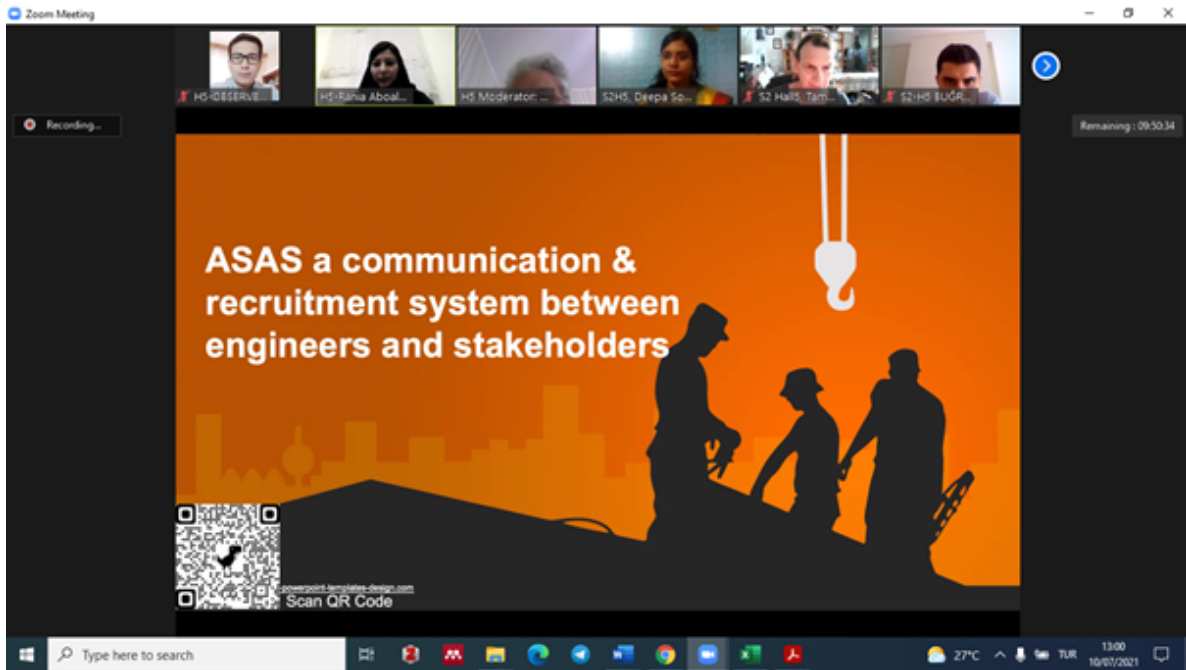 Zoom Meeting
H5-OBSERVE...
H5-Rania Aboal...
H5 Moderator: ...
S2H5, Deepa So...
S2 Hall5, Tam...
S2-H5 BUĞR...
Recording...
Remaining : 09:50:34
ASAS a communication &
recruitment system between
engineers and stakeholders
powerpoint-templates-design.com
Scan QR Code
Type here to search
27°C
TUR
13:00
10/07/2021